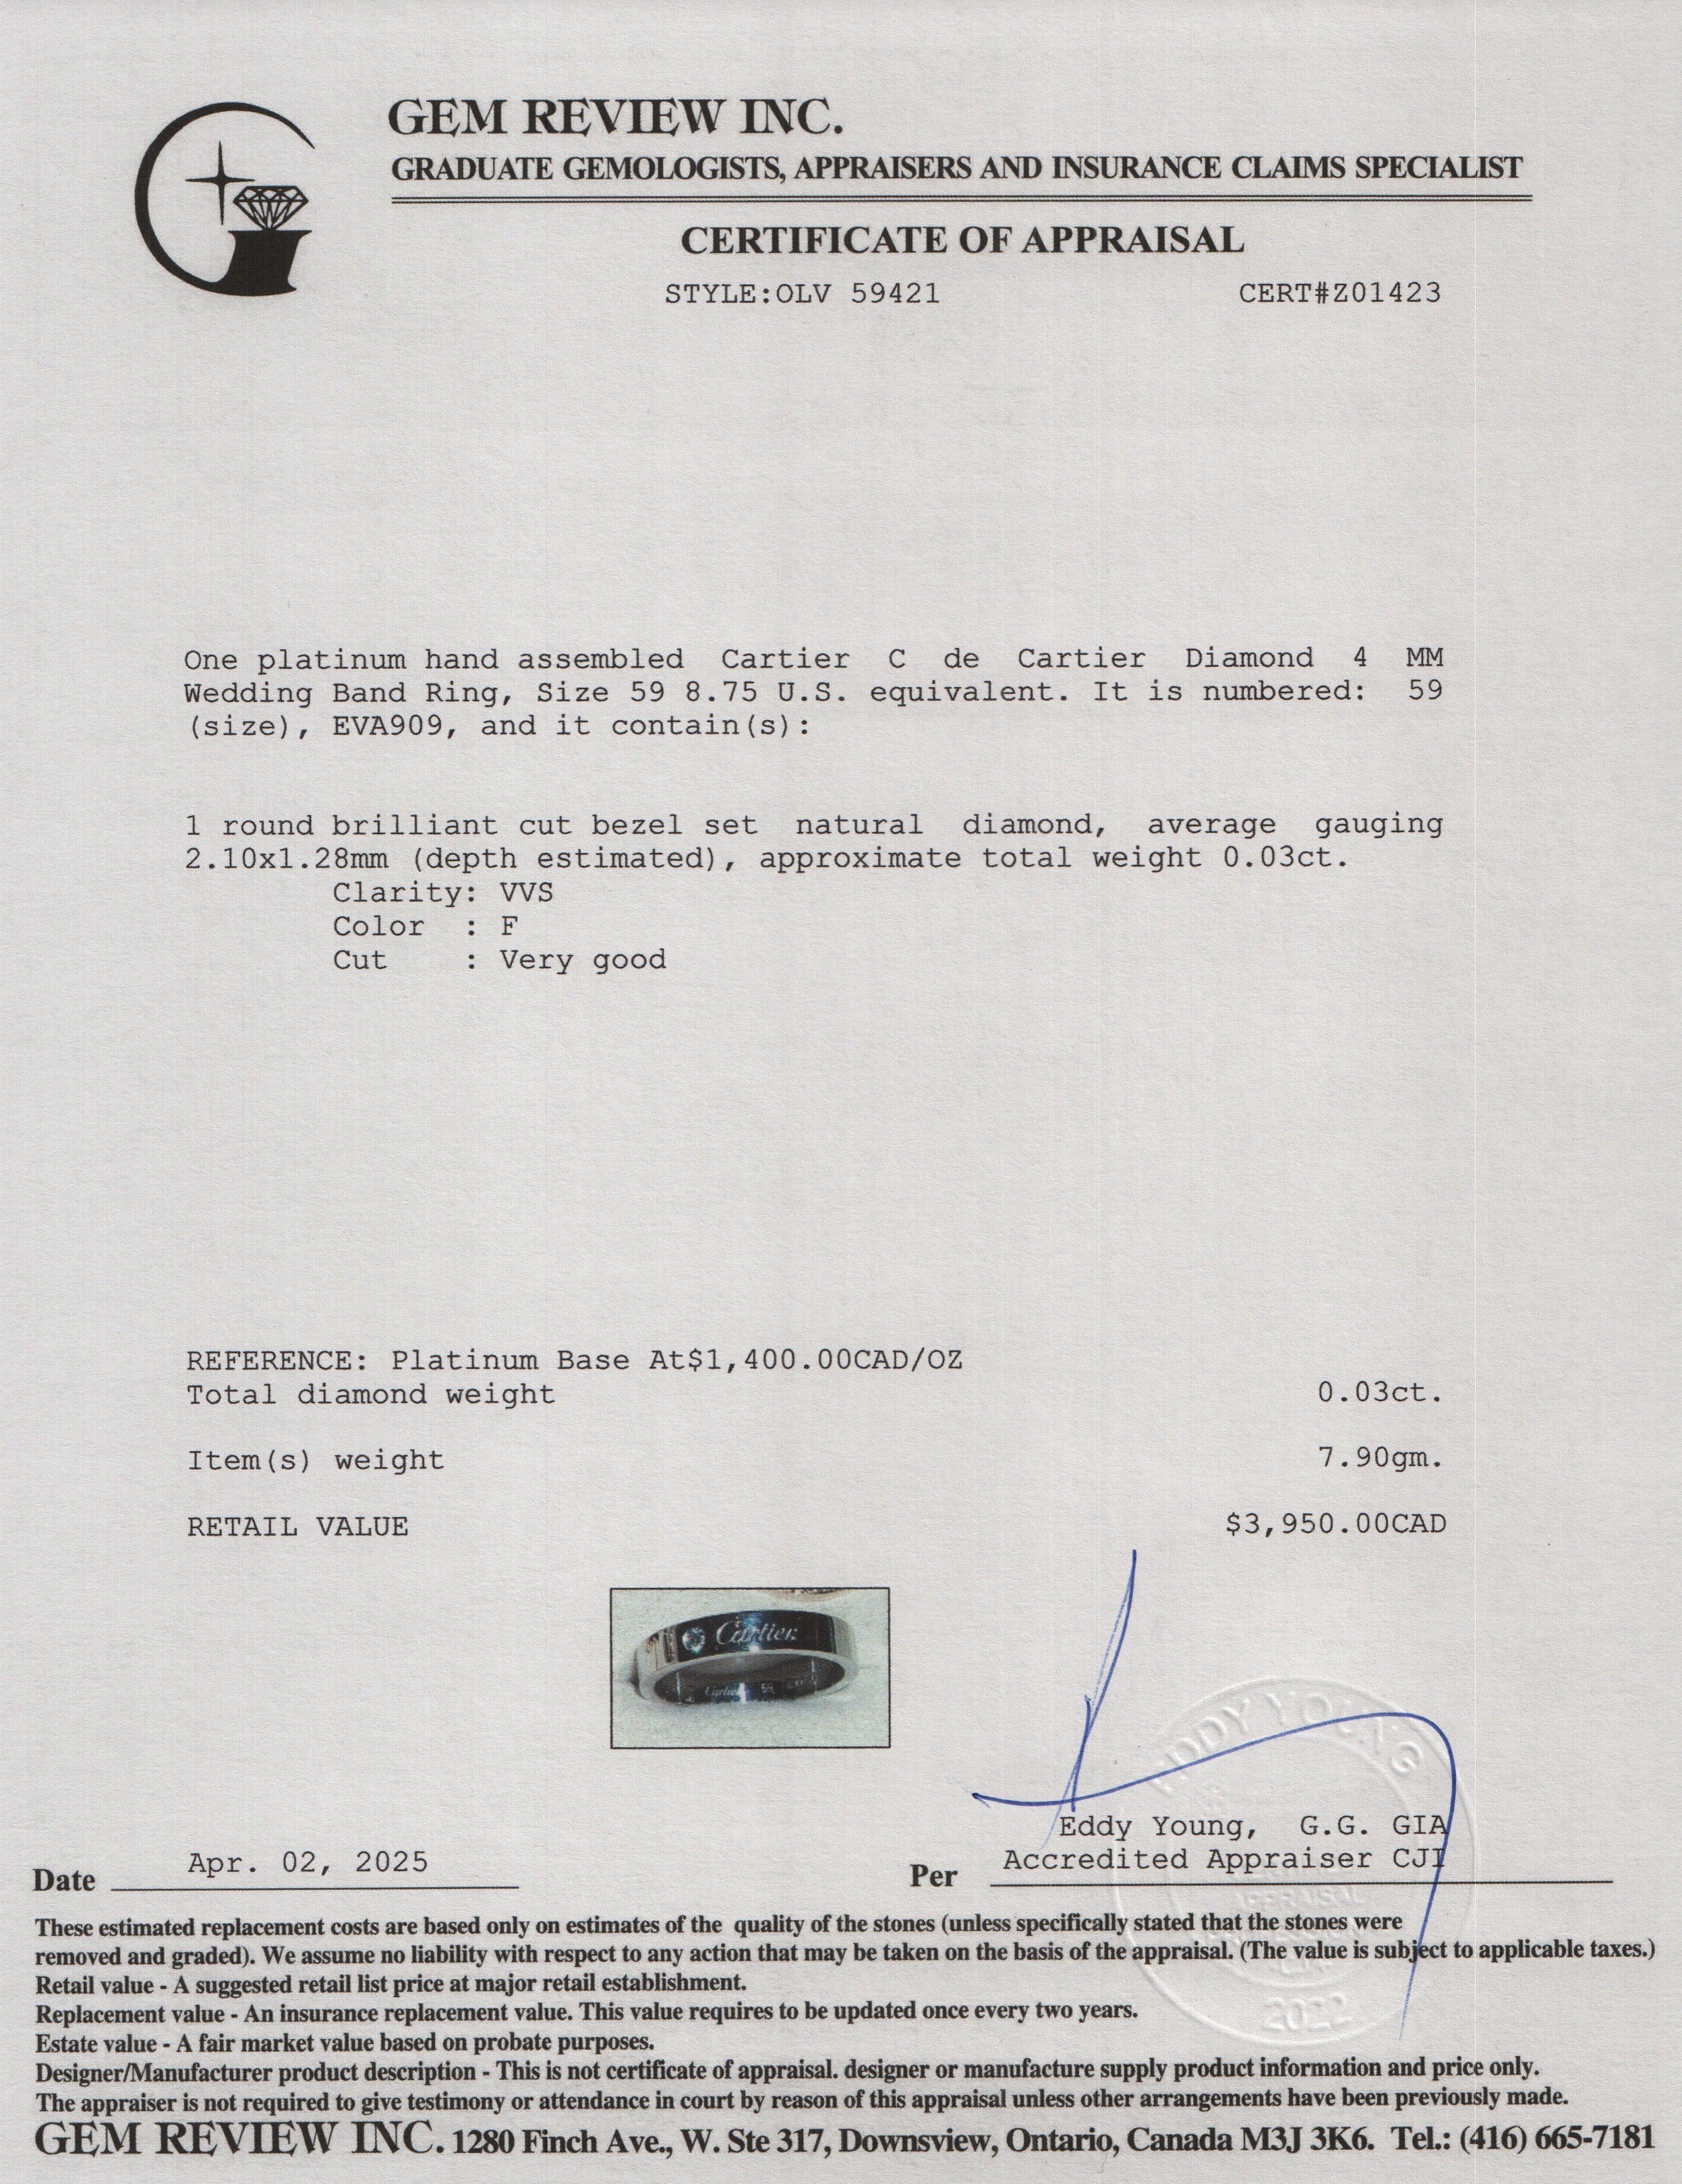 GEM REVIEW INC.
GRADUATE GEMOLOGISTS, APPRAISERS AND INSURANCE CLAIMS SPECIALIST
CERTIFICATE OF APPRAISAL
STYLE:OLV 59421 CERT#Z01423
One platinum hand assembled Cartier C de Cartier Diamond 4 MM
Wedding Band Ring, Size 59 8.75 U.S. equivalent. It is numbered: 59
(size), EVA909, and it contain(s):
1 round brilliant cut bezel set natural diamond, average gauging
2.10x1.28mm (depth estimated), approximate total weight 0.03ct.
Clarity: VVS
Color : F
Cut : Very good
REFERENCE: Platinum Base At$1,400.00CAD/OZ
Total diamond weight 0.03ct.
Item(s) weight 7.90gm.
RETAIL VALUE $3,950.00CAD
Cartier
Cartier 59
EDDY YOUNG
Eddy Young, G.G. GIA
Accredited Appraiser CJI
Date Apr. 02, 2025 Per
APPRAISAL
2022
These estimated replacement costs are based only on estimates of the quality of the stones (unless specifically stated that the stones were
removed and graded). We assume no liability with respect to any action that may be taken on the basis of the appraisal. (The value is subject to applicable taxes.)
Retail value - A suggested retail list price at major retail establishment.
Replacement value - An insurance replacement value. This value requires to be updated once every two years.
Estate value - A fair market value based on probate purposes.
Designer/Manufacturer product description - This is not certificate of appraisal. designer or manufacture supply product information and price only.
The appraiser is not required to give testimony or attendance in court by reason of this appraisal unless other arrangements have been previously made.
GEM REVIEW INC. 1280 Finch Ave., W. Ste 317, Downsview, Ontario, Canada M3J 3K6. Tel.: (416) 665-7181